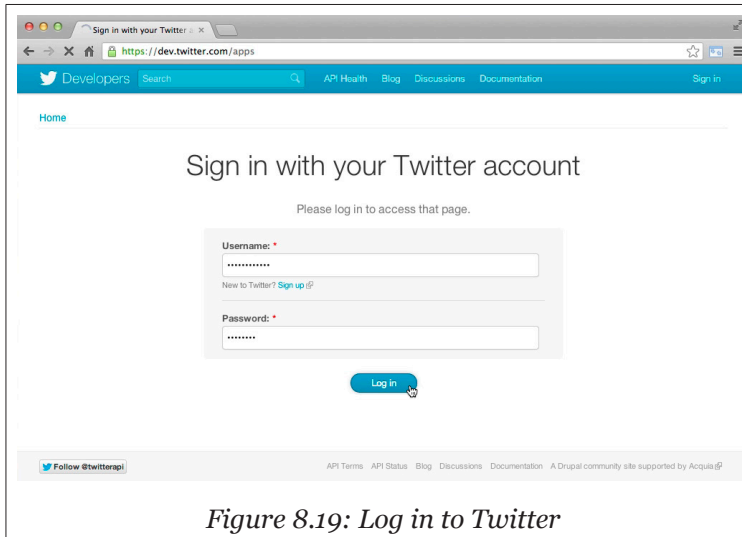 Sign in with your Twitter a
https://dev.twitter.com/apps
Developers Search API Health Blog Discussions Documentation Sign in
Home
Sign in with your Twitter account
Please log in to access that page.
Username: *
••••••••••••
New to Twitter? Sign up
Password: *
••••••••
Log in
Follow @twitterapi API Terms API Status Blog Discussions Documentation A Drupal community site supported by Acquia
Figure 8.19: Log in to Twitter